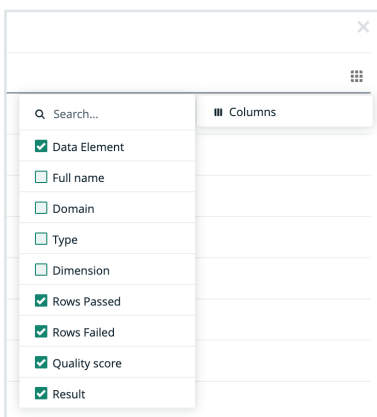 Search...
Columns
Data Element
Full name
Domain
Type
Dimension
Rows Passed
Rows Failed
Quality score
Result